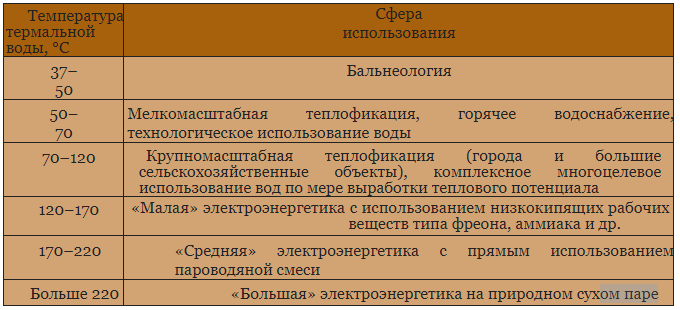 Температура термальной воды, °C
Сфера использования
37–50
Бальнеология
50–70
Мелкомасштабная теплофикация, горячее водоснабжение,
технологическое использование воды
70–120
Крупномасштабная теплофикация (города и большие
сельскохозяйственные объекты), комплексное многоцелевое
использование вод по мере выработки теплового потенциала
120–170
«Малая» электроэнергетика с использованием низкокипящих рабочих
веществ типа фреона, аммиака и др.
170–220
«Средняя» электроэнергетика с прямым использованием
пароводяной смеси
Больше 220
«Большая» электроэнергетика на природном сухом паре